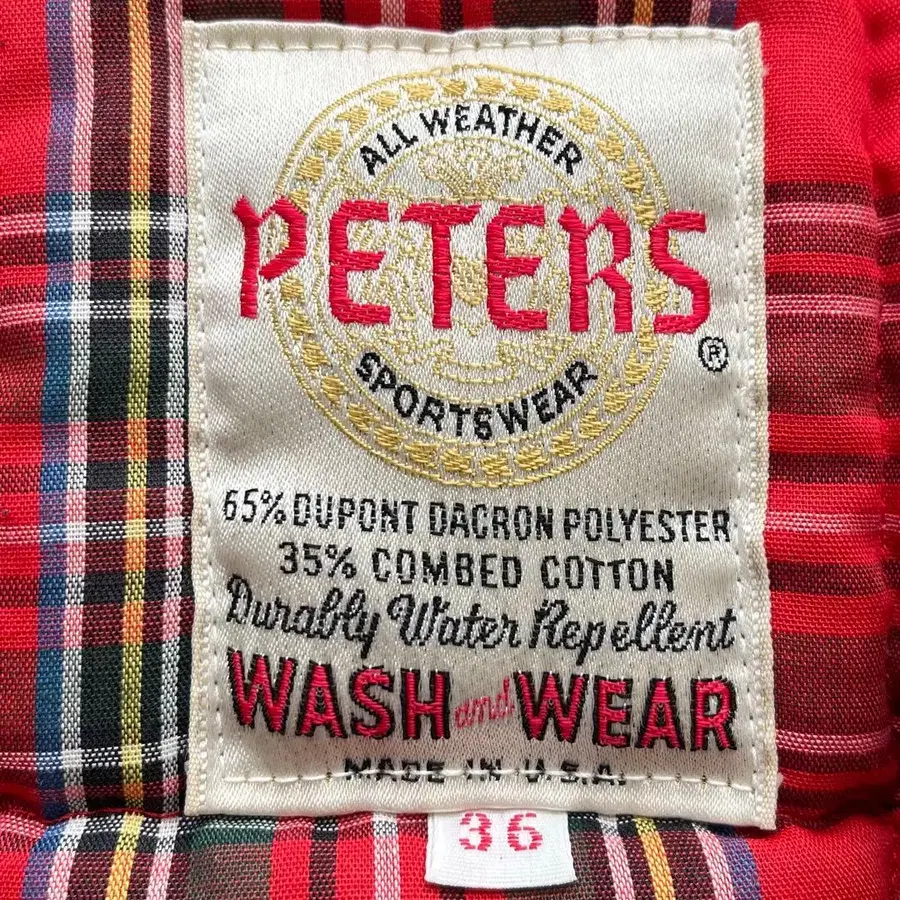 ALL WEATHER
PETERS
®
SPORTSWEAR
65% DUPONT DACRON POLYESTER
35% COMBED COTTON
Durably Water Repellent
WASH and WEAR
MADE IN U.S.A.
36